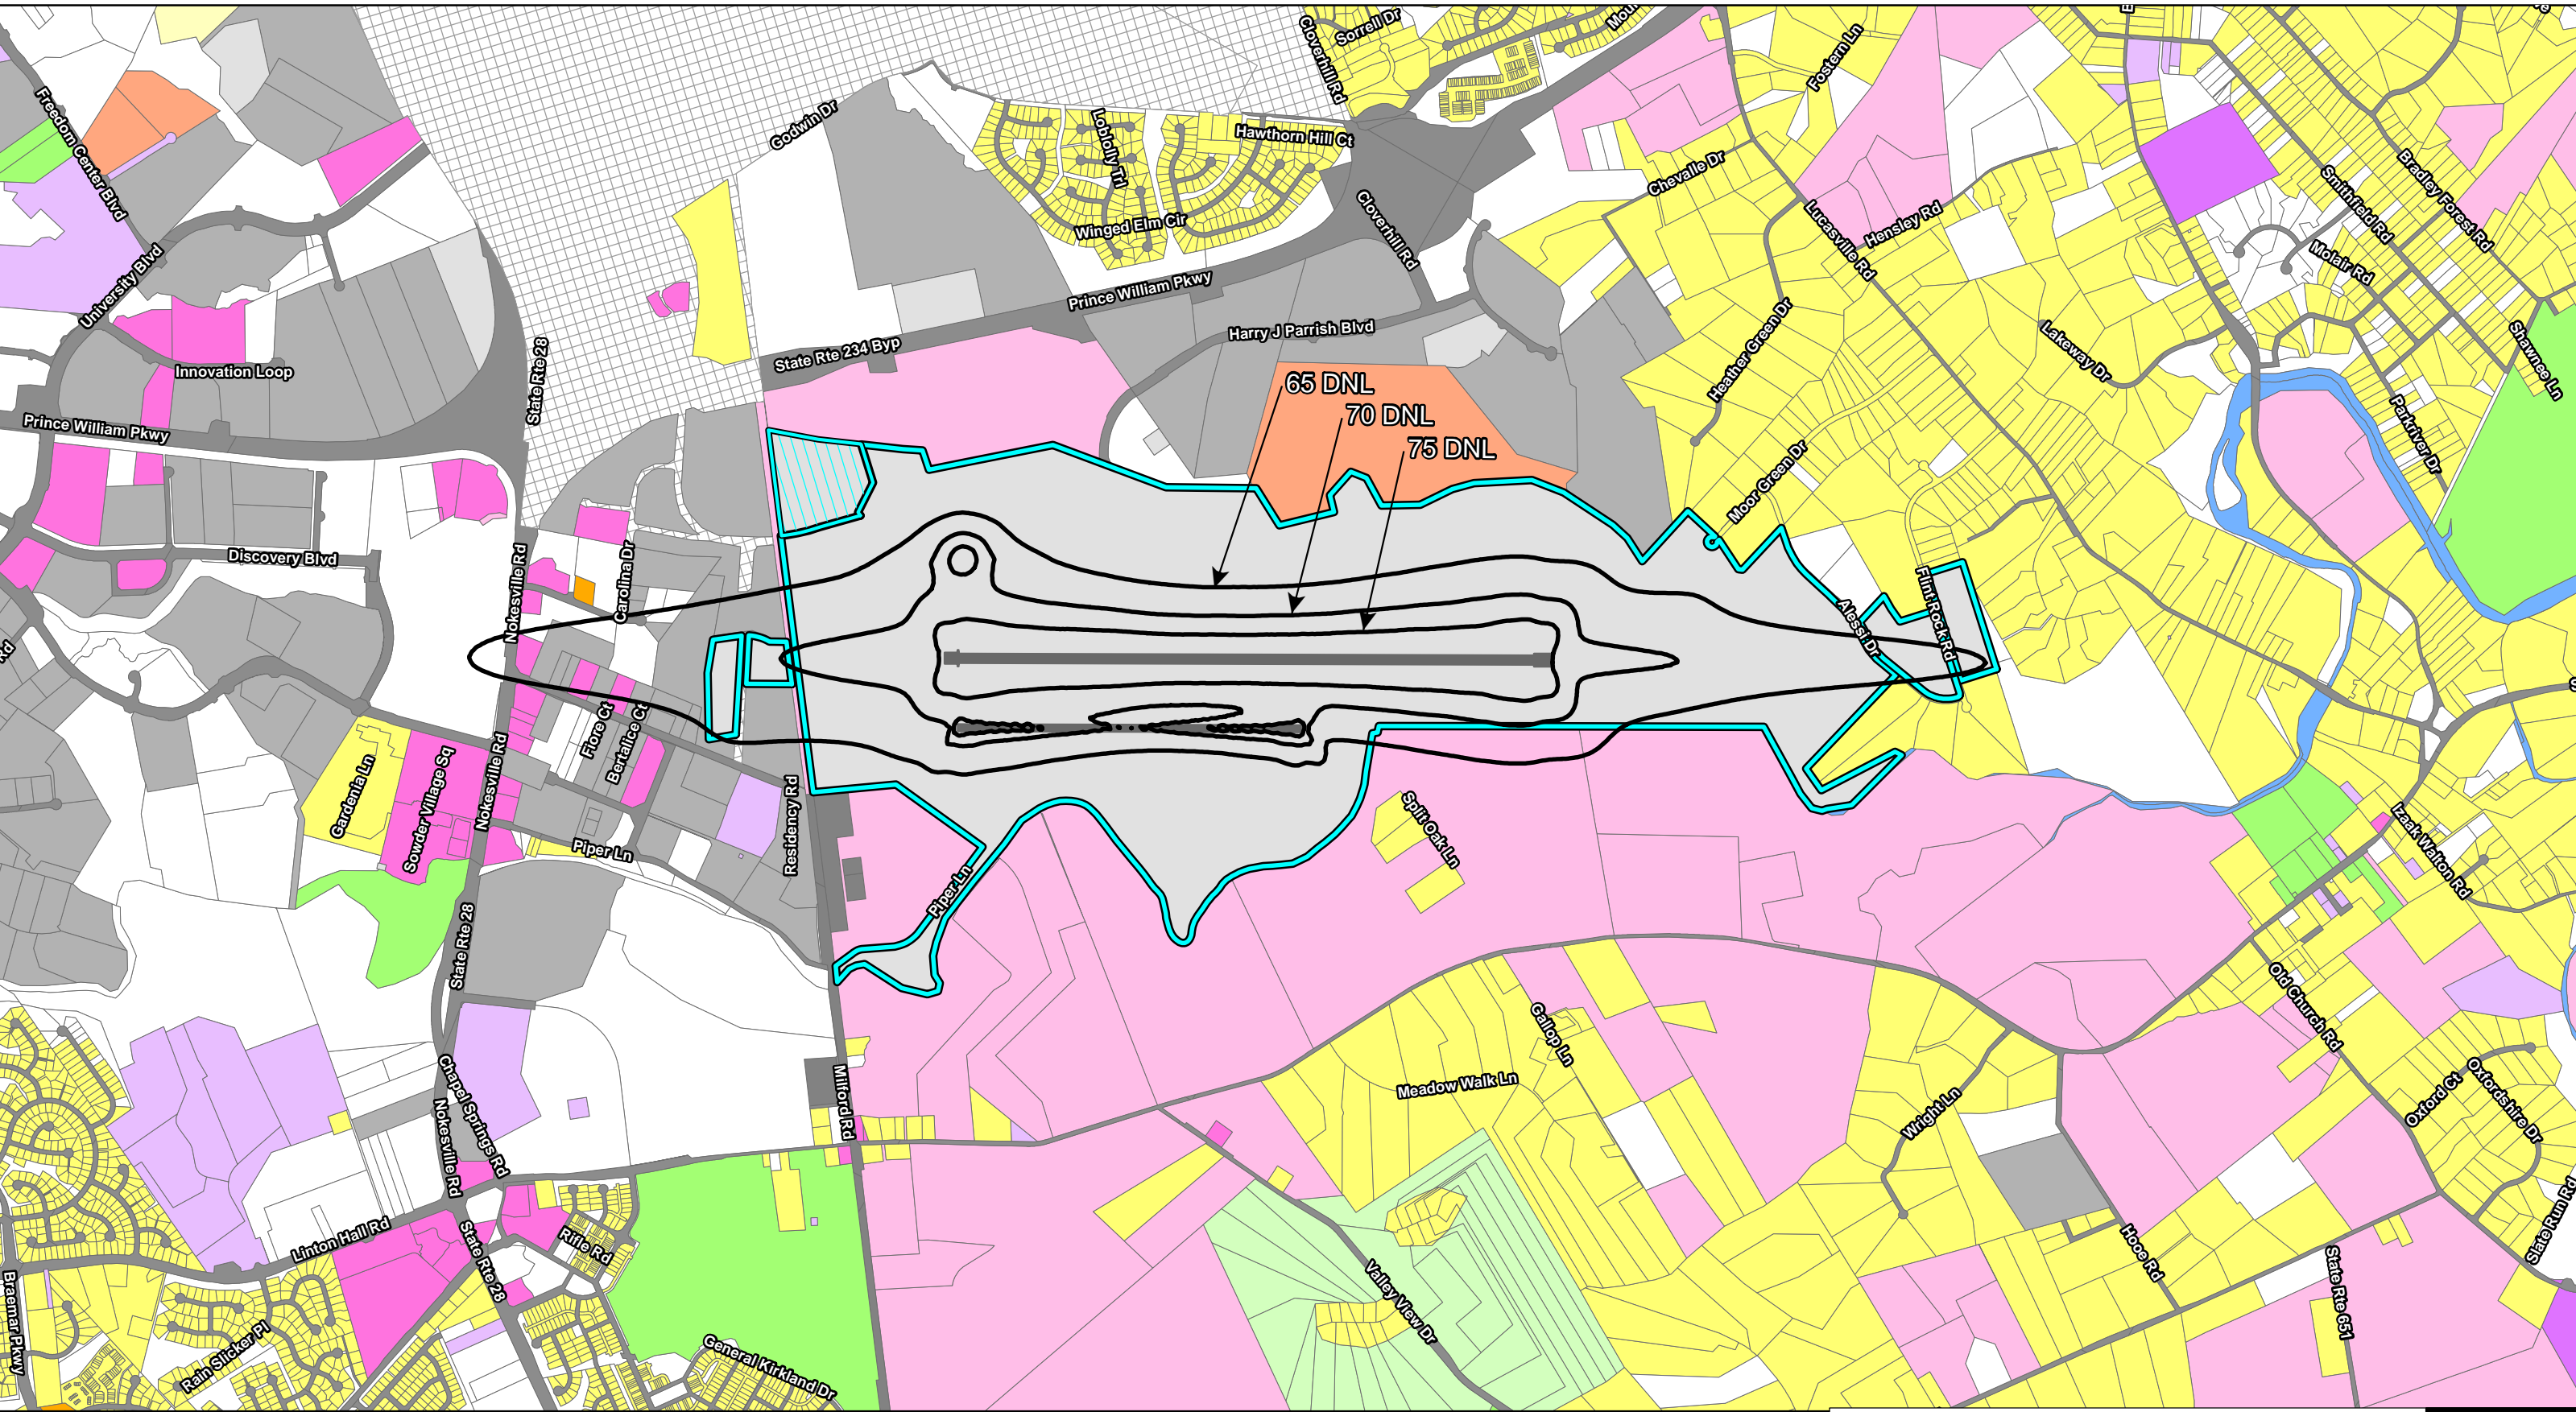 Sorrell Dr
Cloverhill Rd
Fostern Ln
Freedom Center Blvd
Godwin Dr
Loblolly Trl
Hawthorn Hill Ct
Winged Elm Cir
Cloverhill Rd
Chevalle Dr
Lucasville Rd
Hensley Rd
Smithfield Rd
Bradley Forest Rd
Molair Rd
University Blvd
Prince William Pkwy
Harry J Parrish Blvd
State Rte 234 Byp
State Rte 28
Innovation Loop
Heather Green Dr
Lakeway Dr
Shawnee Ln
65 DNL
70 DNL
75 DNL
Prince William Pkwy
Parkriver Dr
Moor Green Dr
Discovery Blvd
Nokesville Rd
Carolina Dr
Flint Rock Rd
Alessi Dr
Rd
Fiore Ct
Bertalice Ct
Gardenia Ln
Sowder Village Sq
Nokesville Rd
Residency Rd
Piper Ln
Split Oak Ln
Izaak Walton Rd
Piper Ln
State Rte 28
Old Church Rd
Gallop Ln
Meadow Walk Ln
Milford Rd
Chapel Springs Rd
Nokesville Rd
Wright Ln
Oxford Ct
Oxfordshire Dr
Linton Hall Rd
State Rte 28
Rifle Rd
Hooe Rd
Slate Run Rd
State Rte 651
Valley View Dr
Braemar Pkwy
Rain Slicker Pl
General Kirkland Dr